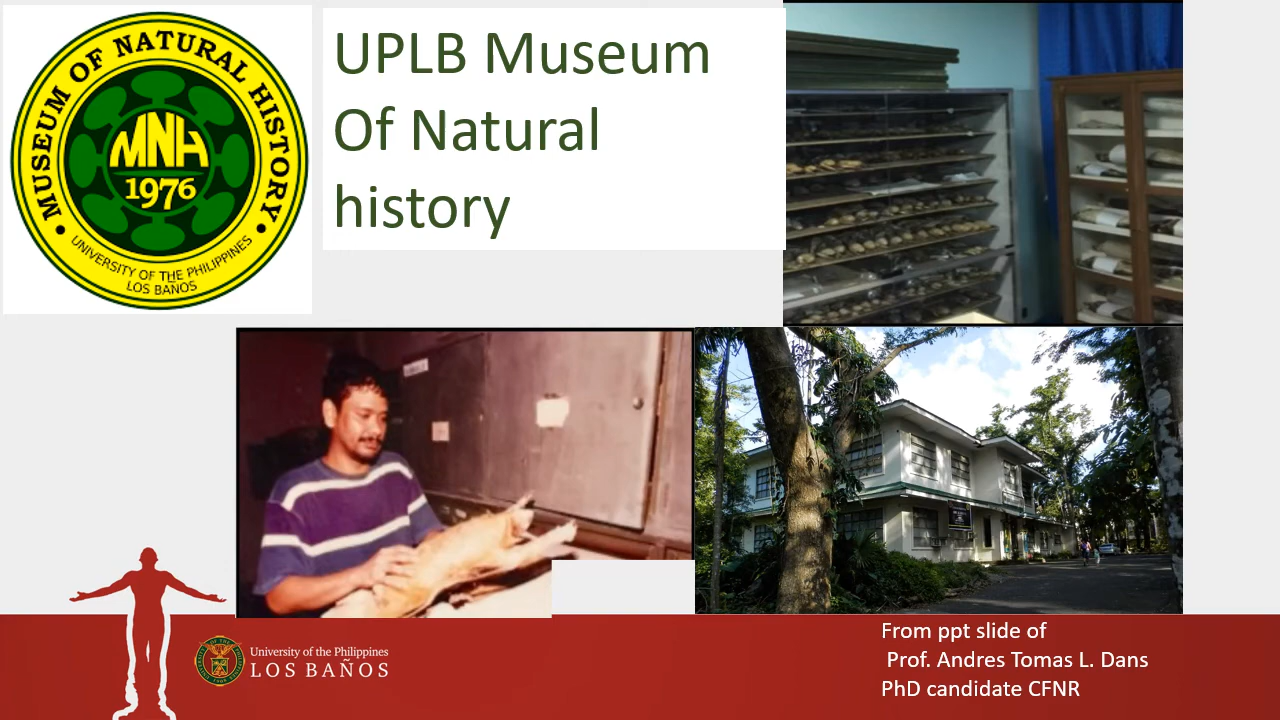 MUSEUM OF NATURAL HISTORY
MNH
1976
UNIVERSITY OF THE PHILIPPINES
LOS BAÑOS
UPLB Museum
Of Natural
history
University of the Philippines
LOS BAÑOS
From ppt slide of
Prof. Andres Tomas L. Dans
PhD candidate CFNR